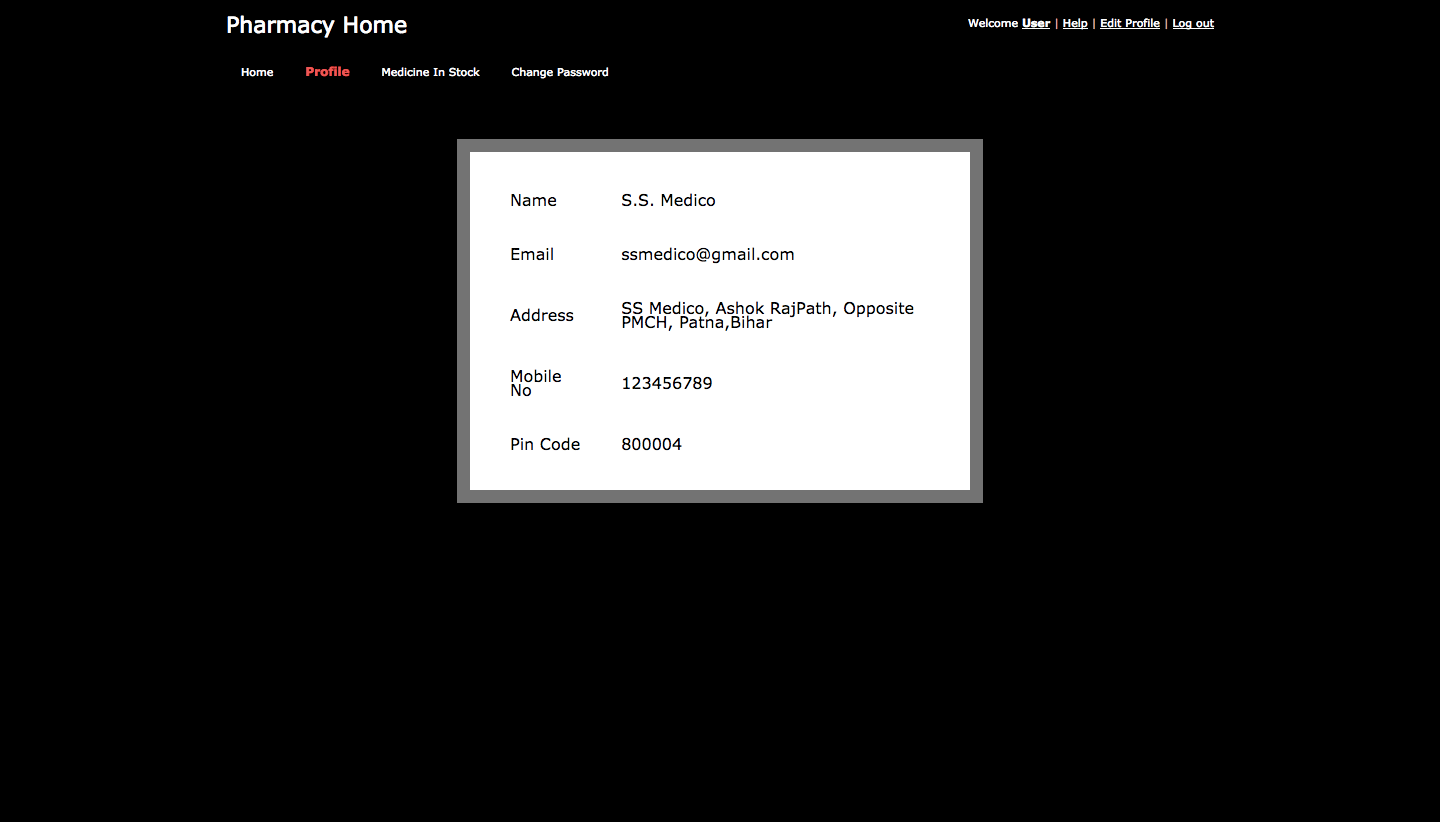 Pharmacy Home
Welcome User | Help | Edit Profile | Log out
Home Profile Medicine In Stock Change Password
Name S.S. Medico
Email ssmedico@gmail.com
Address SS Medico, Ashok RajPath, Opposite
PMCH, Patna,Bihar
Mobile
No 123456789
Pin Code 800004